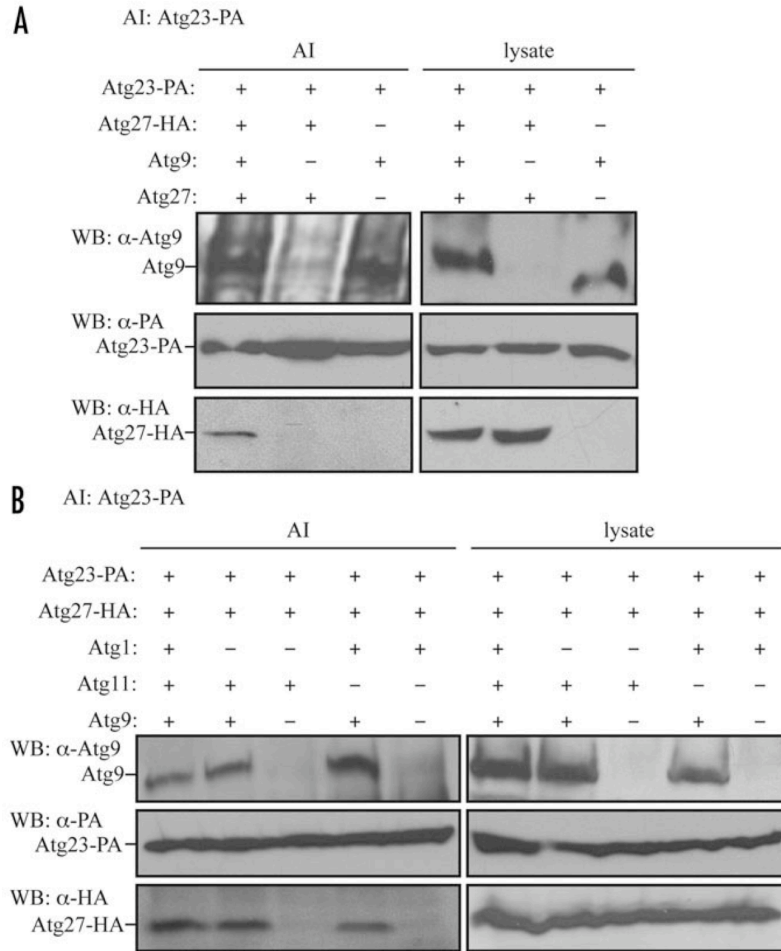 A
AI: Atg23-PA
AI lysate
Atg23-PA: + + + + + +
Atg27-HA: + + – + + –
Atg9: + – + + – +
Atg27: + + – + + –
WB: α-Atg9
Atg9
WB: α-PA
Atg23-PA
WB: α-HA
Atg27-HA
B
AI: Atg23-PA
AI lysate
Atg23-PA: + + + + + + + + + +
Atg27-HA: + + + + + + + + + +
Atg1: + – – + + + – – + +
Atg11: + + + – – + + + – –
Atg9: + + – + – + + – + –
WB: α-Atg9
Atg9
WB: α-PA
Atg23-PA
WB: α-HA
Atg27-HA